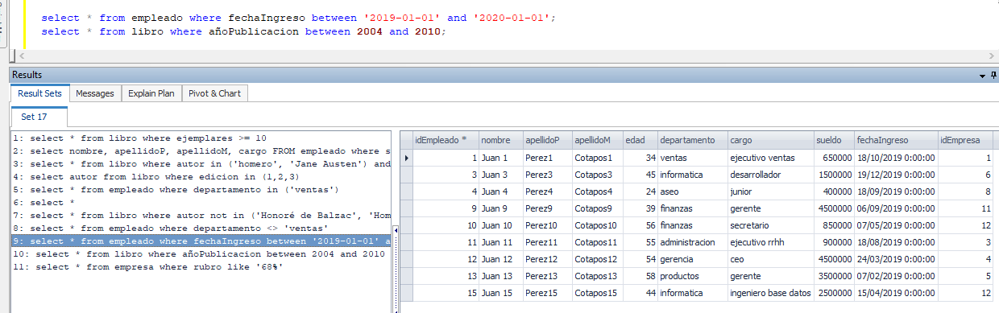 select * from empleado where fechaIngreso between '2019-01-01' and '2020-01-01';
select * from libro where añoPublicacion between 2004 and 2010;
Results
Result Sets Messages Explain Plan Pivot & Chart
Set 17
1: select * from libro where ejemplares >= 10
2: select nombre, apellidoP, apellidoM, cargo FROM empleado where s
3: select * from libro where autor in ('homero', 'Jane Austen') and
4: select autor from libro where edicion in (1,2,3)
5: select * from empleado where departamento in ('ventas')
6: select *
7: select * from libro where autor not in ('Honoré de Balzac', 'Hom
8: select * from empleado where departamento <> 'ventas'
9: select * from empleado where fechaIngreso between '2019-01-01' a
10: select * from libro where añoPublicacion between 2004 and 2010
11: select * from empresa where rubro like '68%'
idEmpleado * nombre apellidoP apellidoM edad departamento cargo sueldo fechaIngreso idEmpresa
1 Juan 1 Perez1 Cotapos1 34 ventas ejecutivo ventas 650000 18/10/2019 0:00:00 1
3 Juan 3 Perez3 Cotapos3 45 informatica desarrollador 1500000 19/12/2019 0:00:00 6
4 Juan 4 Perez4 Cotapos4 24 aseo junior 400000 18/09/2019 0:00:00 8
9 Juan 9 Perez9 Cotapos9 39 finanzas gerente 4500000 06/09/2019 0:00:00 11
10 Juan 10 Perez10 Cotapos10 56 finanzas secretario 850000 07/05/2019 0:00:00 12
11 Juan 11 Perez11 Cotapos11 55 administracion ejecutivo rrhh 900000 18/08/2019 0:00:00 3
12 Juan 12 Perez12 Cotapos12 54 gerencia ceo 4500000 24/03/2019 0:00:00 4
13 Juan 13 Perez13 Cotapos13 58 productos gerente 3500000 07/02/2019 0:00:00 5
15 Juan 15 Perez15 Cotapos15 44 informatica ingeniero base datos 2500000 15/04/2019 0:00:00 12